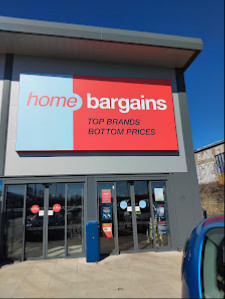 home bargains
TOP BRANDS
BOTTOM PRICES